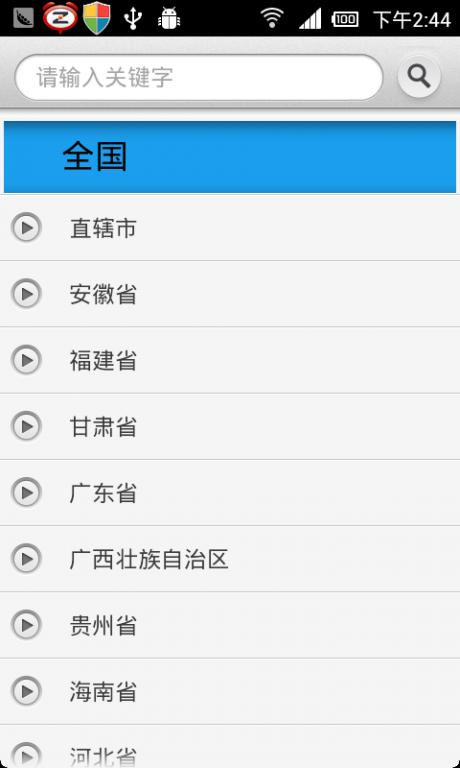 100 下午2:44
请输入关键字
全国
直辖市
安徽省
福建省
甘肃省
广东省
广西壮族自治区
贵州省
海南省
河北省